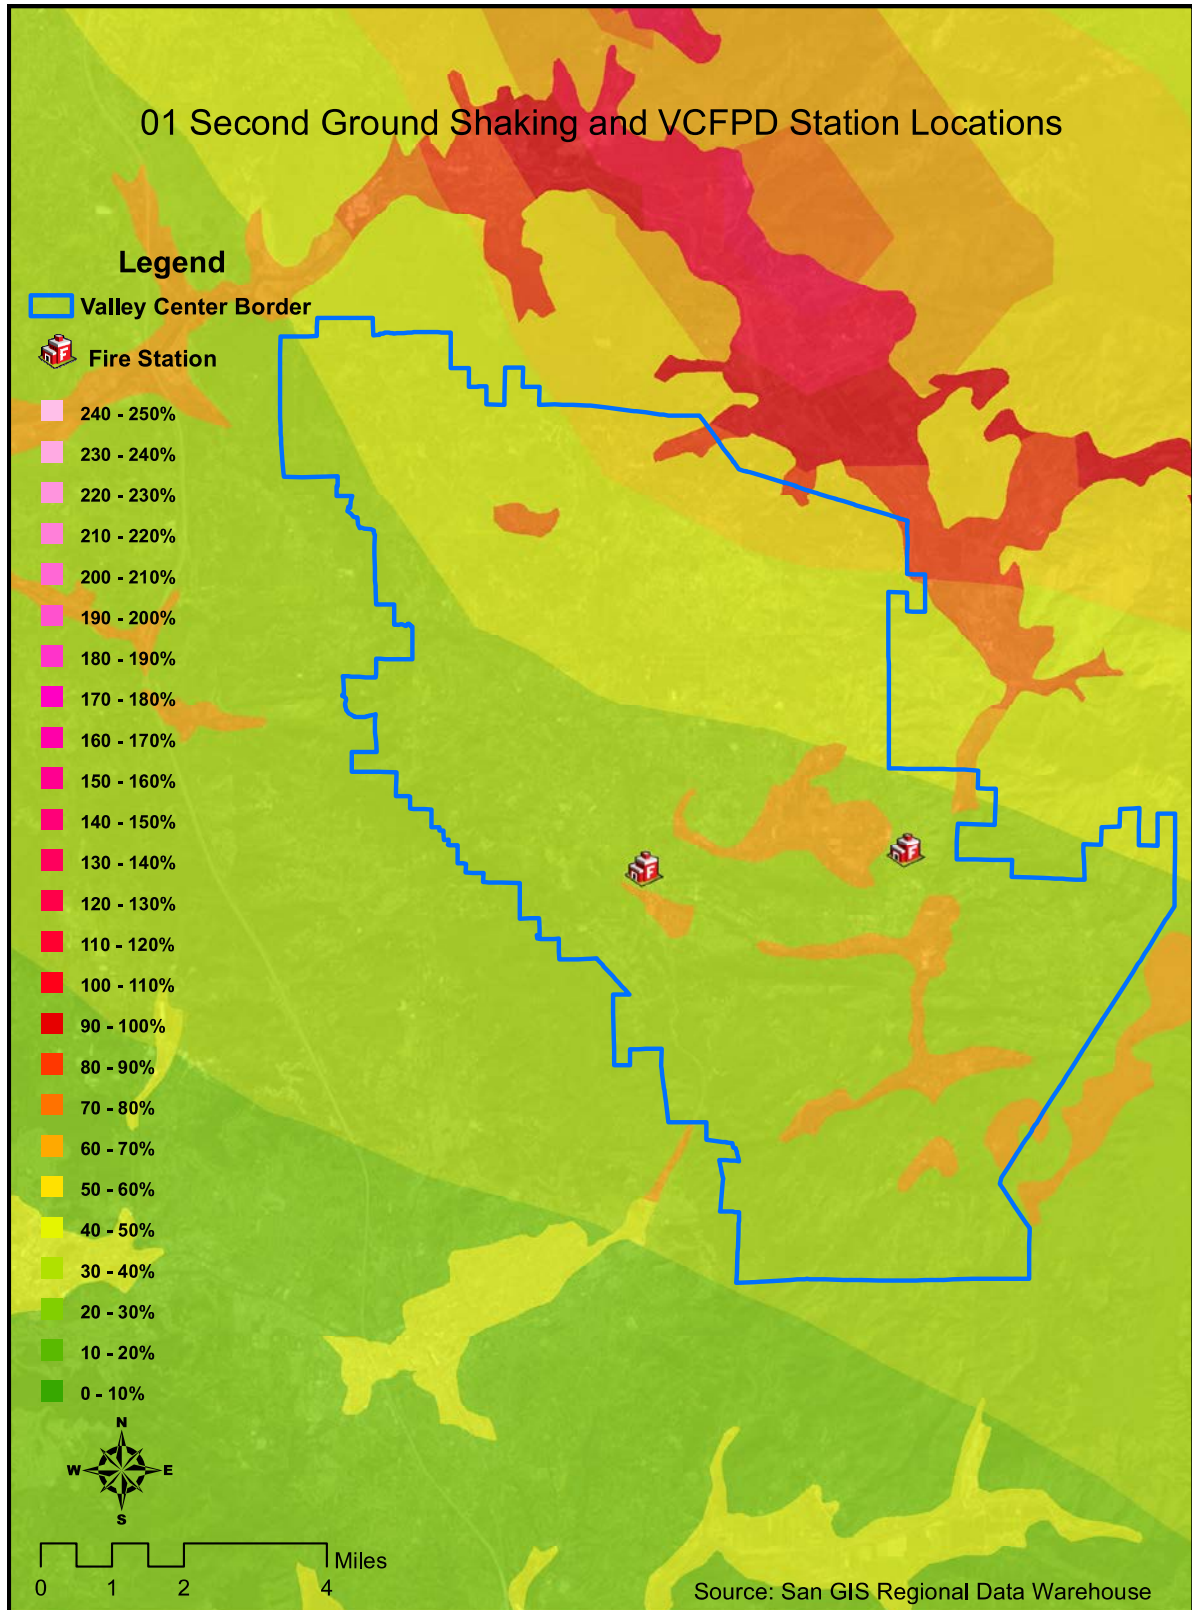 01 Second Ground Shaking and VCFPD Station Locations
Legend
Valley Center Border
F
Fire Station
240 - 250%
230 - 240%
220 - 230%
210 - 220%
200 - 210%
190 - 200%
180 - 190%
170 - 180%
160 - 170%
150 - 160%
140 - 150%
130 - 140%
120 - 130%
110 - 120%
100 - 110%
90 - 100%
80 - 90%
70 - 80%
60 - 70%
50 - 60%
40 - 50%
30 - 40%
20 - 30%
10 - 20%
0 - 10%
F
F
N
W E
S
Miles
0 1 2 4
Source: San GIS Regional Data Warehouse